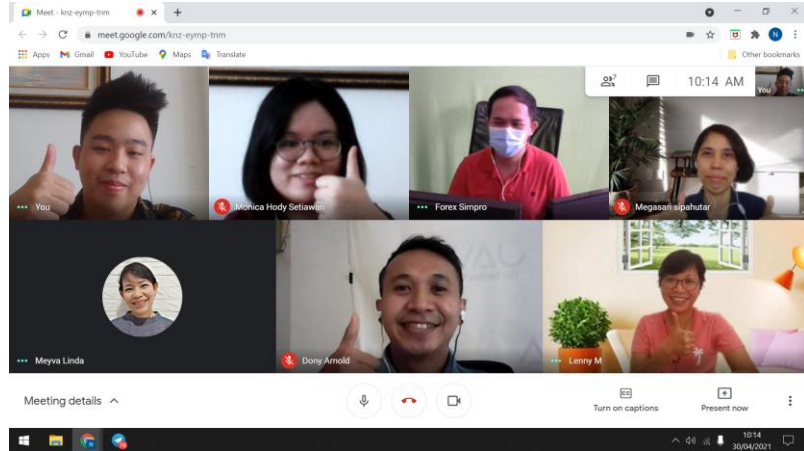 Meet - knz-eymp-tnm
meet.google.com/knz-eymp-tnm
N
Apps Gmail YouTube Maps Translate Other bookmarks
7
10:14 AM
You
You
Monica Hody Setiawan
Forex Simpro
Megasari sipahutar
Meyva Linda
Dony Arnold
Lenny M
Meeting details
Turn on captions
Present now
10:14
30/04/2021